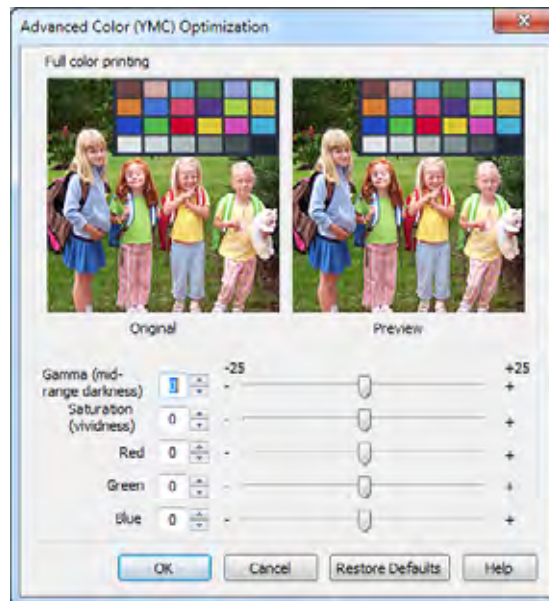 Advanced Color (YMC) Optimization
Full color printing
Original Preview
-25 +25
Gamma (mid-
range darkness) 0 - +
Saturation
(vividness) 0 - +
Red 0 - +
Green 0 - +
Blue 0 - +
OK Cancel Restore Defaults Help